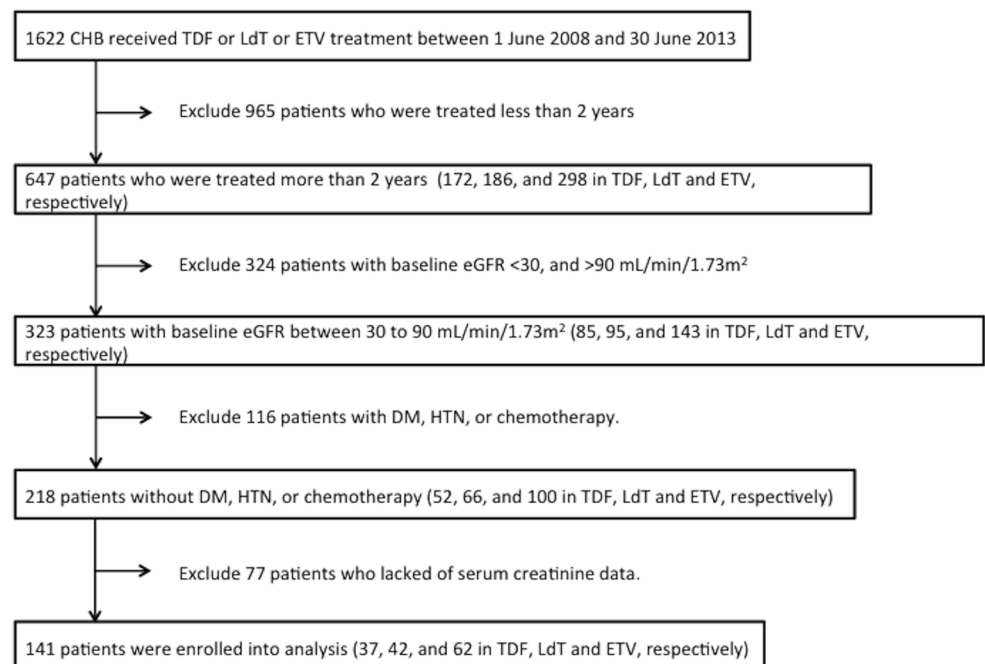 1622 CHB received TDF or LdT or ETV treatment between 1 June 2008 and 30 June 2013
Exclude 965 patients who were treated less than 2 years
647 patients who were treated more than 2 years (172, 186, and 298 in TDF, LdT and ETV,
respectively)
Exclude 324 patients with baseline eGFR <30, and >90 mL/min/1.73m²
323 patients with baseline eGFR between 30 to 90 mL/min/1.73m² (85, 95, and 143 in TDF, LdT and ETV,
respectively)
Exclude 116 patients with DM, HTN, or chemotherapy.
218 patients without DM, HTN, or chemotherapy (52, 66, and 100 in TDF, LdT and ETV, respectively)
Exclude 77 patients who lacked of serum creatinine data.
141 patients were enrolled into analysis (37, 42, and 62 in TDF, LdT and ETV, respectively)